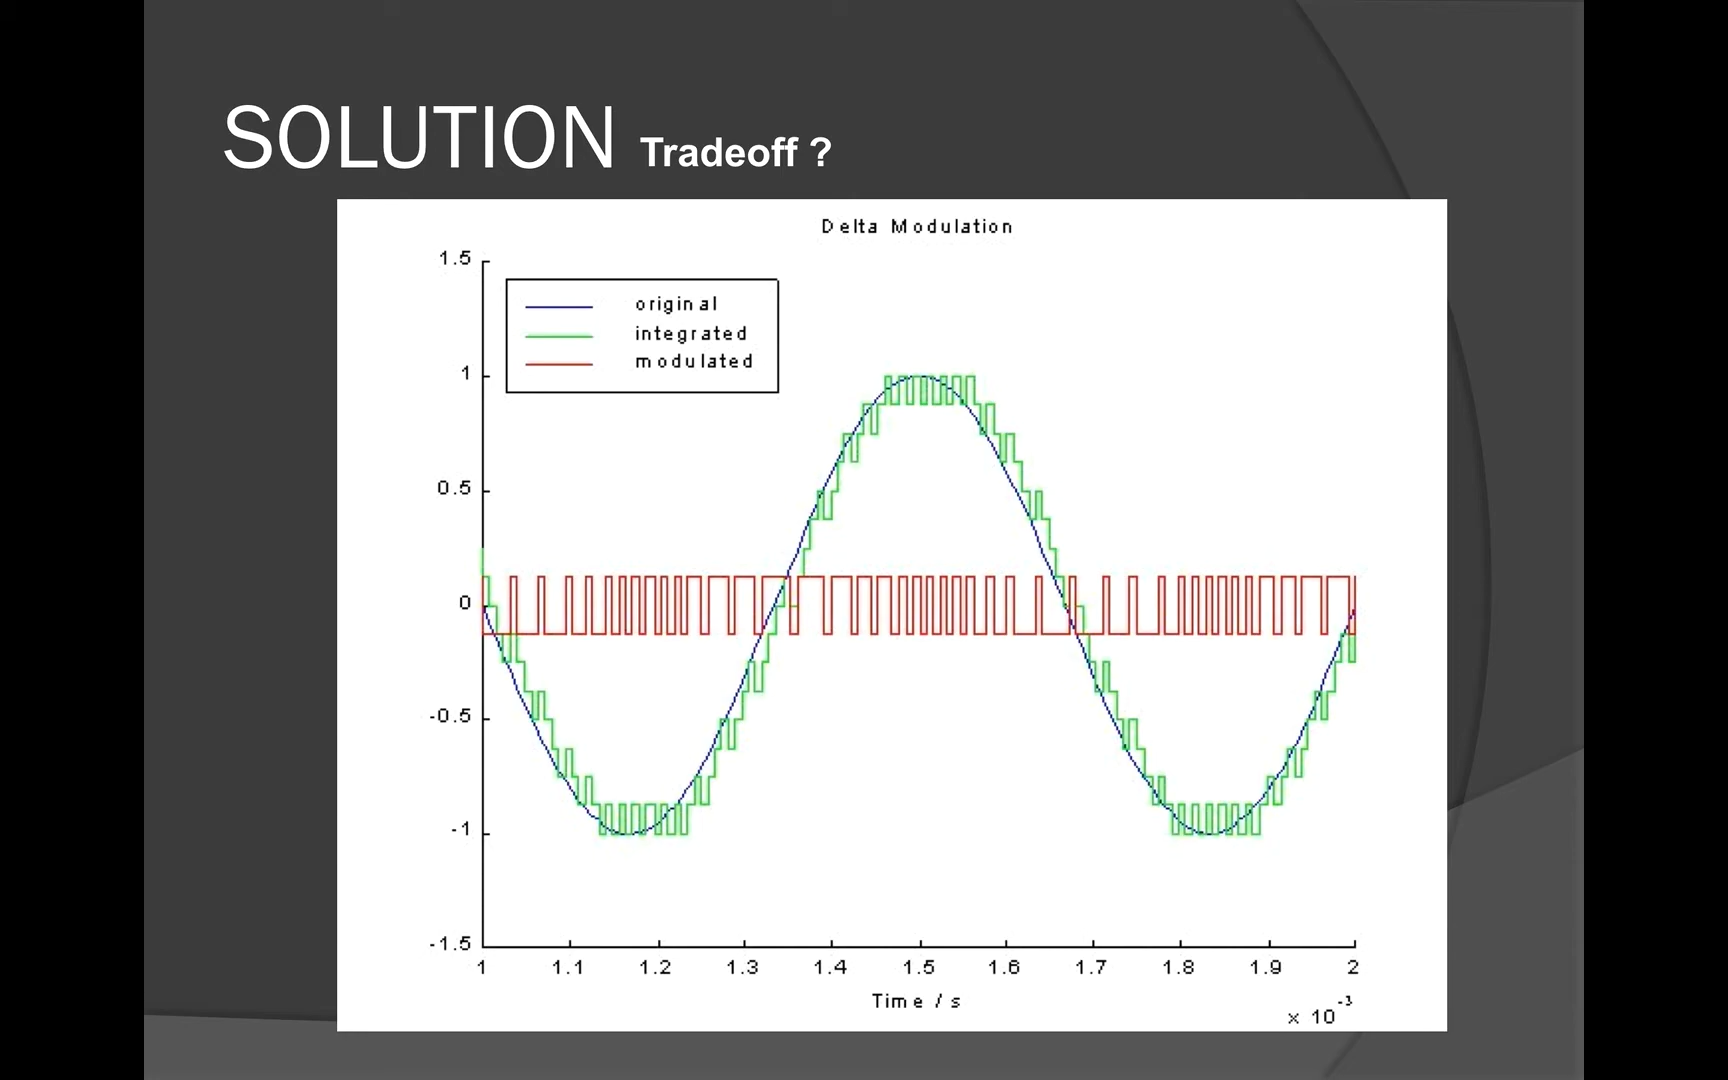 SOLUTION Tradeoff ?
Delta Modulation
1.5
original
integrated
modulated
1
0.5
0
-0.5
-1
-1.5
1 1.1 1.2 1.3 1.4 1.5 1.6 1.7 1.8 1.9 2
Time / s
x 10⁻³